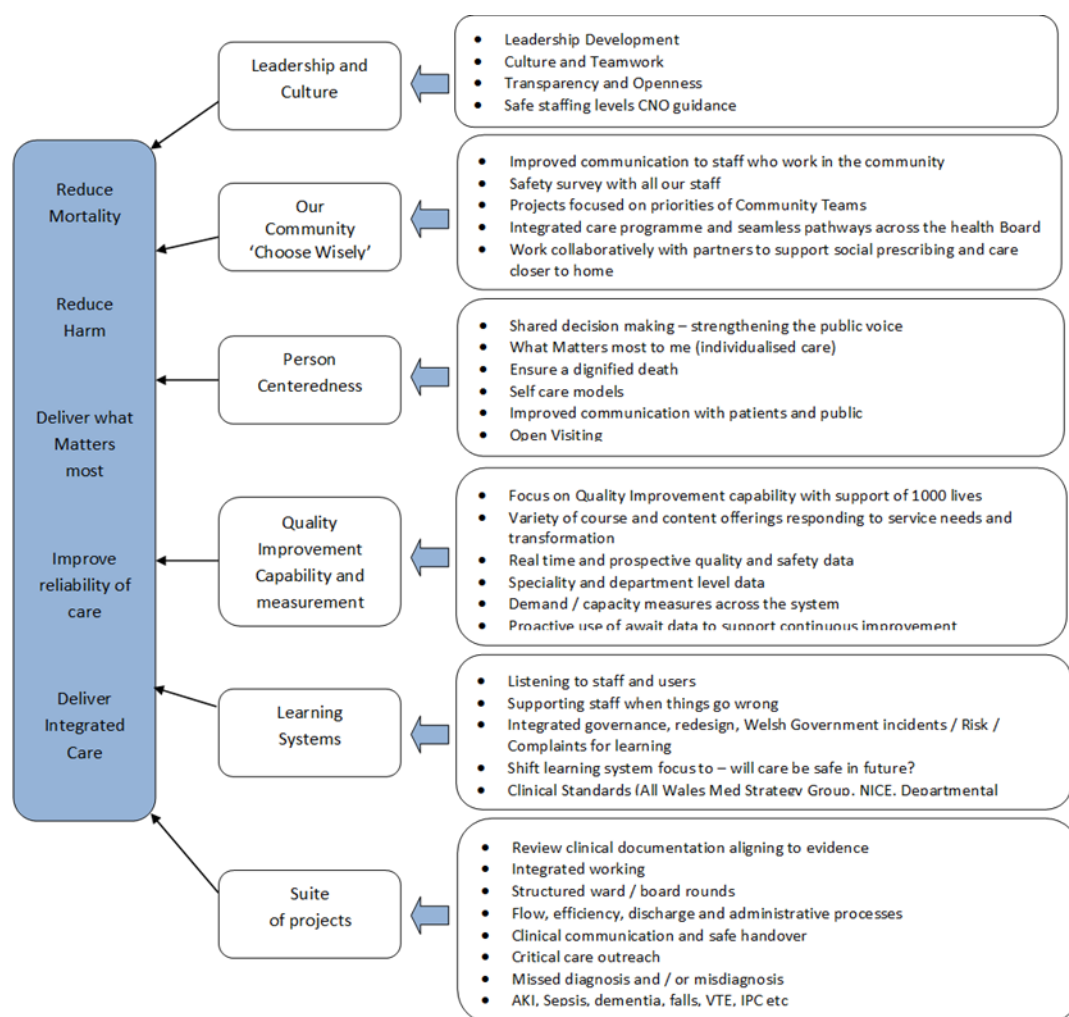 Reduce
Mortality
Reduce
Harm
Deliver what
Matters
most
Improve
reliability of
care
Deliver
Integrated
Care
Leadership and
Culture
• Leadership Development
• Culture and Teamwork
• Transparency and Openness
• Safe staffing levels CNO guidance
Our
Community
‘Choose Wisely’
• Improved communication to staff who work in the community
• Safety survey with all our staff
• Projects focused on priorities of Community Teams
• Integrated care programme and seamless pathways across the health Board
• Work collaboratively with partners to support social prescribing and care
closer to home
Person
Centeredness
• Shared decision making – strengthening the public voice
• What Matters most to me (individualised care)
• Ensure a dignified death
• Self care models
• Improved communication with patients and public
• Open Visiting
Quality
Improvement
Capability and
measurement
• Focus on Quality Improvement capability with support of 1000 lives
• Variety of course and content offerings responding to service needs and
transformation
• Real time and prospective quality and safety data
• Speciality and department level data
• Demand / capacity measures across the system
• Proactive use of await data to support continuous improvement
Learning
Systems
• Listening to staff and users
• Supporting staff when things go wrong
• Integrated governance, redesign, Welsh Government incidents / Risk /
Complaints for learning
• Shift learning system focus to – will care be safe in future?
• Clinical Standards (All Wales Med Strategy Group, NICE, Departmental
Suite
of projects
• Review clinical documentation aligning to evidence
• Integrated working
• Structured ward / board rounds
• Flow, efficiency, discharge and administrative processes
• Clinical communication and safe handover
• Critical care outreach
• Missed diagnosis and / or misdiagnosis
• AKI, Sepsis, dementia, falls, VTE, IPC etc